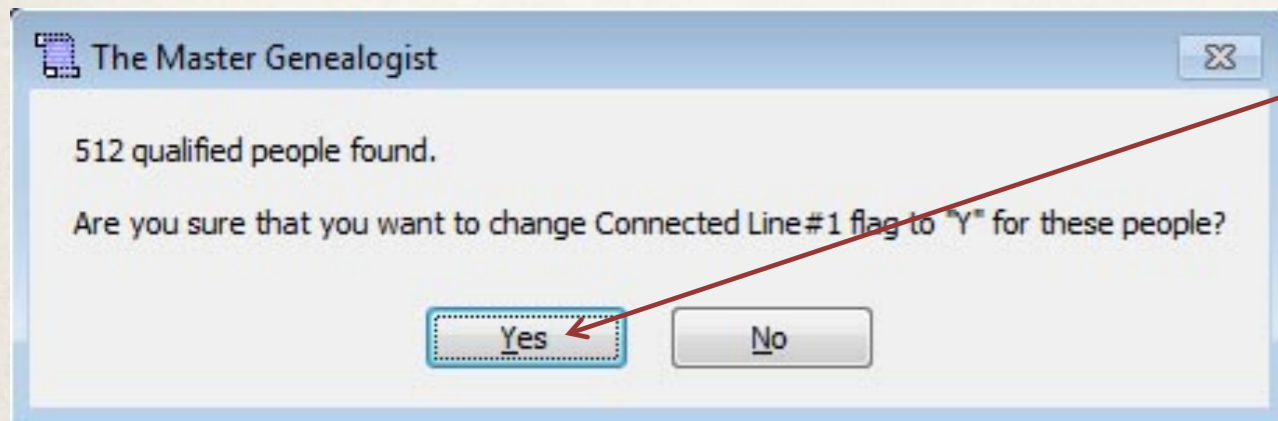 The Master Genealogist
512 qualified people found.
Are you sure that you want to change Connected Line#1 flag to "Y" for these people?
Yes
No